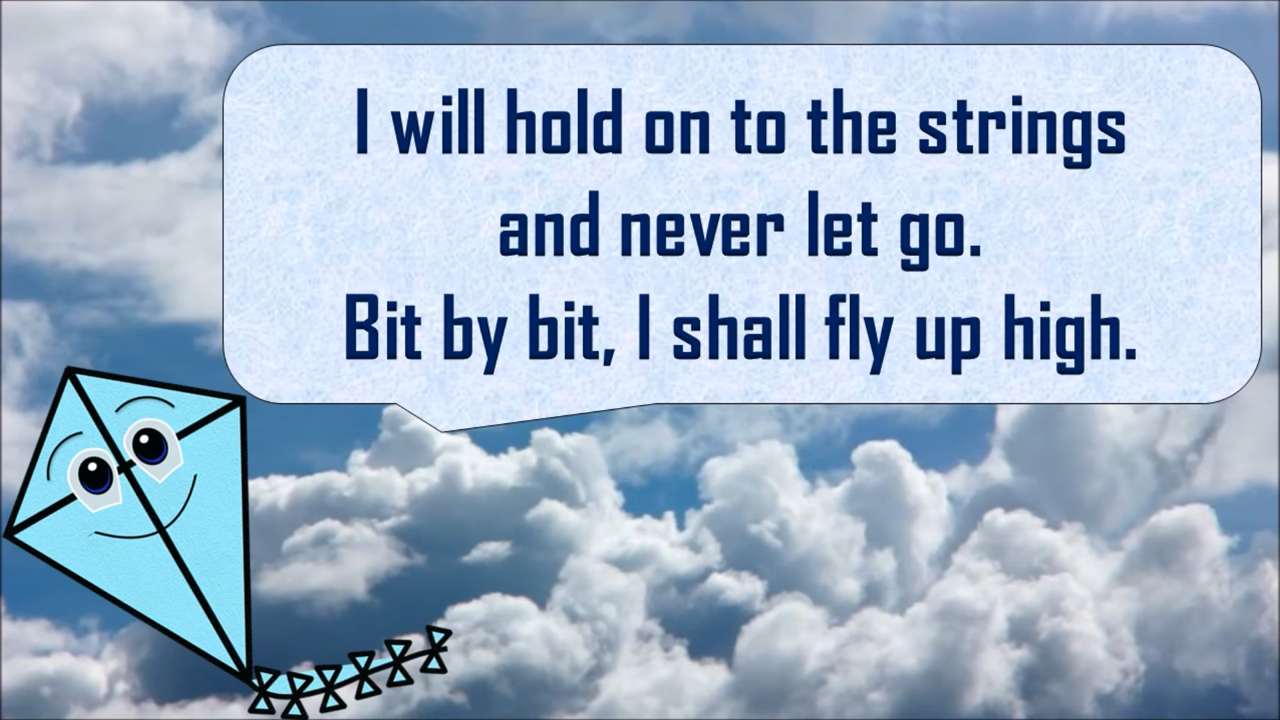 I will hold on to the strings
and never let go.
Bit by bit, I shall fly up high.